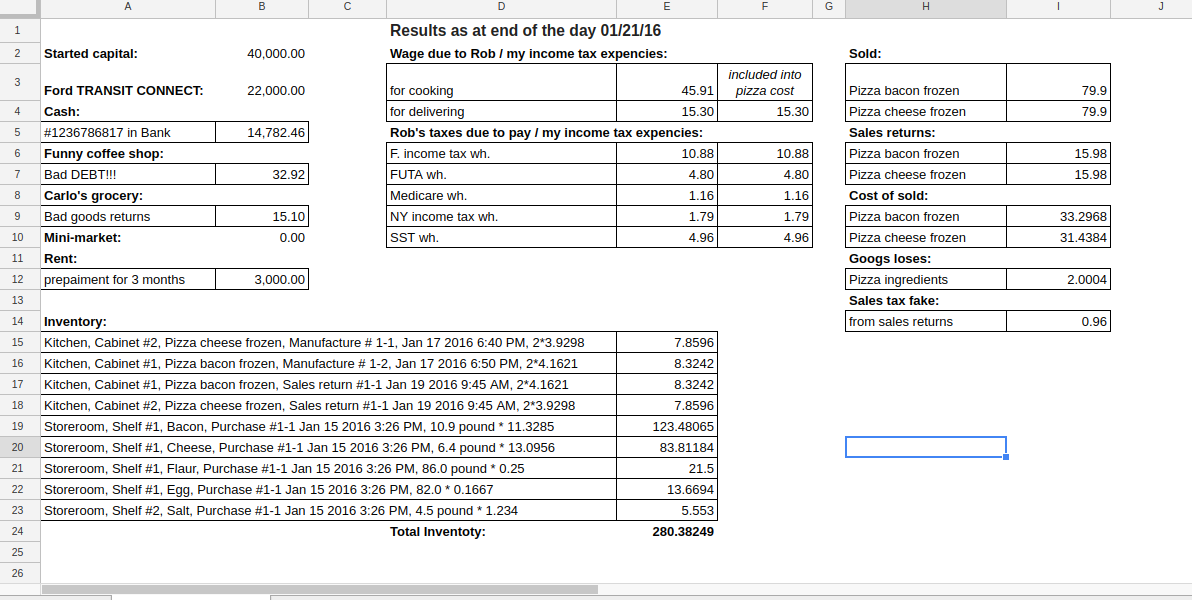 A B C D E F G H I J
1 Results as at end of the day 01/21/16
2 Started capital: 40,000.00 Wage due to Rob / my income tax expencies: Sold:
3 Ford TRANSIT CONNECT: 22,000.00 for cooking 45.91 included into pizza cost Pizza bacon frozen 79.9
4 Cash: for delivering 15.30 15.30 Pizza cheese frozen 79.9
5 #1236786817 in Bank 14,782.46 Rob's taxes due to pay / my income tax expencies: Sales returns:
6 Funny coffee shop: F. income tax wh. 10.88 10.88 Pizza bacon frozen 15.98
7 Bad DEBT!!! 32.92 FUTA wh. 4.80 4.80 Pizza cheese frozen 15.98
8 Carlo's grocery: Medicare wh. 1.16 1.16 Cost of sold:
9 Bad goods returns 15.10 NY income tax wh. 1.79 1.79 Pizza bacon frozen 33.2968
10 Mini-market: 0.00 SST wh. 4.96 4.96 Pizza cheese frozen 31.4384
11 Rent: Googs loses:
12 prepaiment for 3 months 3,000.00 Pizza ingredients 2.0004
13 Sales tax fake:
14 Inventory: from sales returns 0.96
15 Kitchen, Cabinet #2, Pizza cheese frozen, Manufacture # 1-1, Jan 17 2016 6:40 PM, 2*3.9298 7.8596
16 Kitchen, Cabinet #1, Pizza bacon frozen, Manufacture # 1-2, Jan 17 2016 6:50 PM, 2*4.1621 8.3242
17 Kitchen, Cabinet #1, Pizza bacon frozen, Sales return #1-1 Jan 19 2016 9:45 AM, 2*4.1621 8.3242
18 Kitchen, Cabinet #2, Pizza cheese frozen, Sales return #1-1 Jan 19 2016 9:45 AM, 2*3.9298 7.8596
19 Storeroom, Shelf #1, Bacon, Purchase #1-1 Jan 15 2016 3:26 PM, 10.9 pound * 11.3285 123.48065
20 Storeroom, Shelf #1, Cheese, Purchase #1-1 Jan 15 2016 3:26 PM, 6.4 pound * 13.0956 83.81184
21 Storeroom, Shelf #1, Flaur, Purchase #1-1 Jan 15 2016 3:26 PM, 86.0 pound * 0.25 21.5
22 Storeroom, Shelf #1, Egg, Purchase #1-1 Jan 15 2016 3:26 PM, 82.0 * 0.1667 13.6694
23 Storeroom, Shelf #2, Salt, Purchase #1-1 Jan 15 2016 3:26 PM, 4.5 pound * 1.234 5.553
24 Total Inventoty: 280.38249
25
26